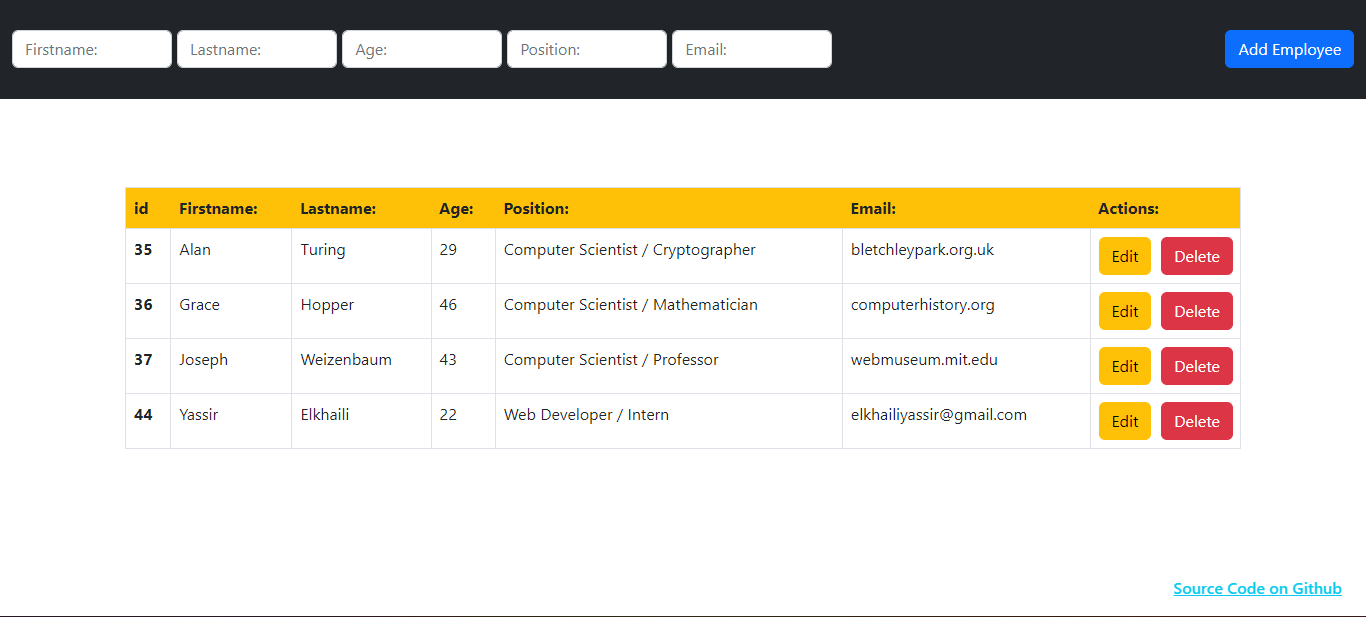 Firstname: Lastname: Age: Position: Email: Add Employee
id Firstname: Lastname: Age: Position: Email: Actions:
35 Alan Turing 29 Computer Scientist / Cryptographer bletchleypark.org.uk Edit Delete
36 Grace Hopper 46 Computer Scientist / Mathematician computerhistory.org Edit Delete
37 Joseph Weizenbaum 43 Computer Scientist / Professor webmuseum.mit.edu Edit Delete
44 Yassir Elkhaili 22 Web Developer / Intern elkhailiyassir@gmail.com Edit Delete
Source Code on Github